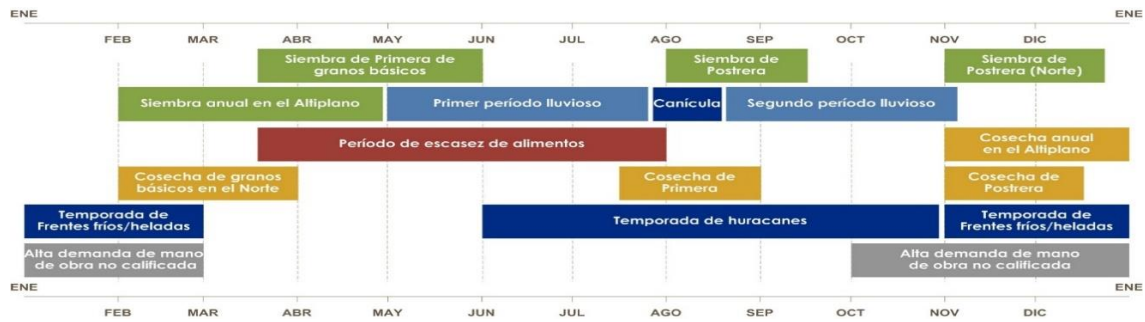 ENE
ENE
FEB
MAR
ABR
MAY
JUN
JUL
AGO
SEP
OCT
NOV
DIC
Siembra de Primera de
granos básicos
Siembra de
Postrera
Siembra de
Postrera (Norte)
Siembra anual en el Altiplano
Primer período lluvioso
Canícula
Segundo período lluvioso
Período de escasez de alimentos
Cosecha anual
en el Altiplano
Cosecha de granos
básicos en el Norte
Cosecha de
Primera
Cosecha de
Postrera
Temporada de
Frentes fríos/heladas
Temporada de huracanes
Temporada de
Frentes fríos/heladas
Alta demanda de mano
de obra no calificada
Alta demanda de mano
de obra no calificada
ENE
ENE
FEB
MAR
ABR
MAY
JUN
JUL
AGO
SEP
OCT
NOV
DIC